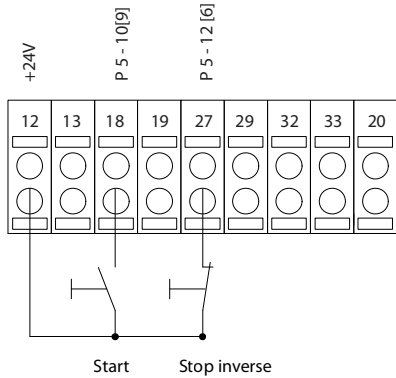 +24V
P 5 - 10[9]
P 5 - 12 [6]
12 13 18 19 27 29 32 33 20
Start Stop inverse